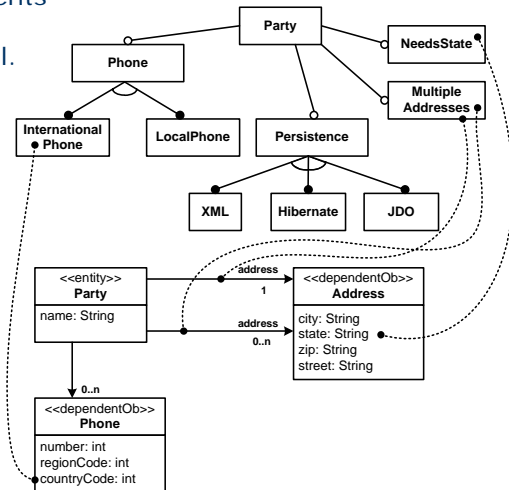 ents
l.
Party
NeedsState
Phone
Multiple
Addresses
International
Phone
LocalPhone
Persistence
XML
Hibernate
JDO
<<entity>>
Party
name: String
address
1
address
0..n
<<dependentOb>>
Address
city: String
state: String
zip: String
street: String
0..n
<<dependentOb>>
Phone
number: int
regionCode: int
countryCode: int